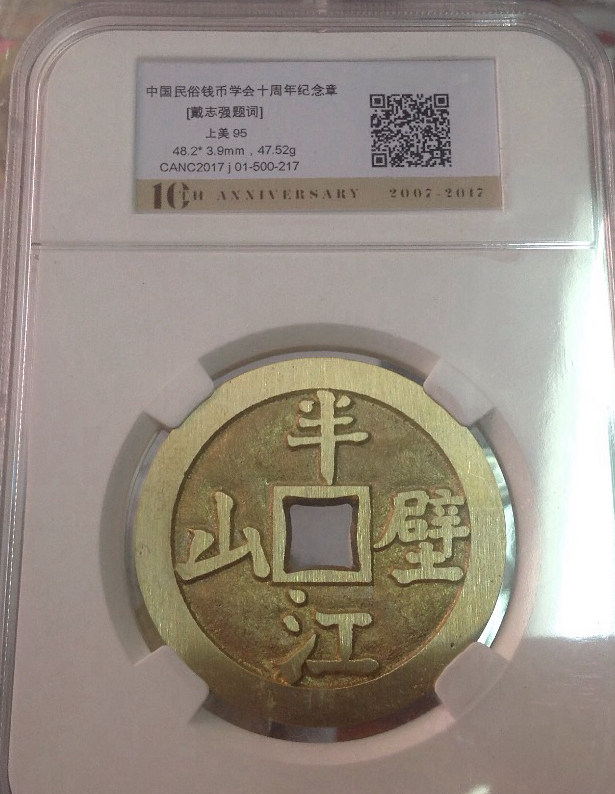 中国民俗钱币学会十周年纪念章
[戴志强题词]
上美 95
48.2* 3.9mm , 47.52g
CANC2017 j 01-500-217
10TH ANNIVERSARY 2007-2017
半
壁
江
山